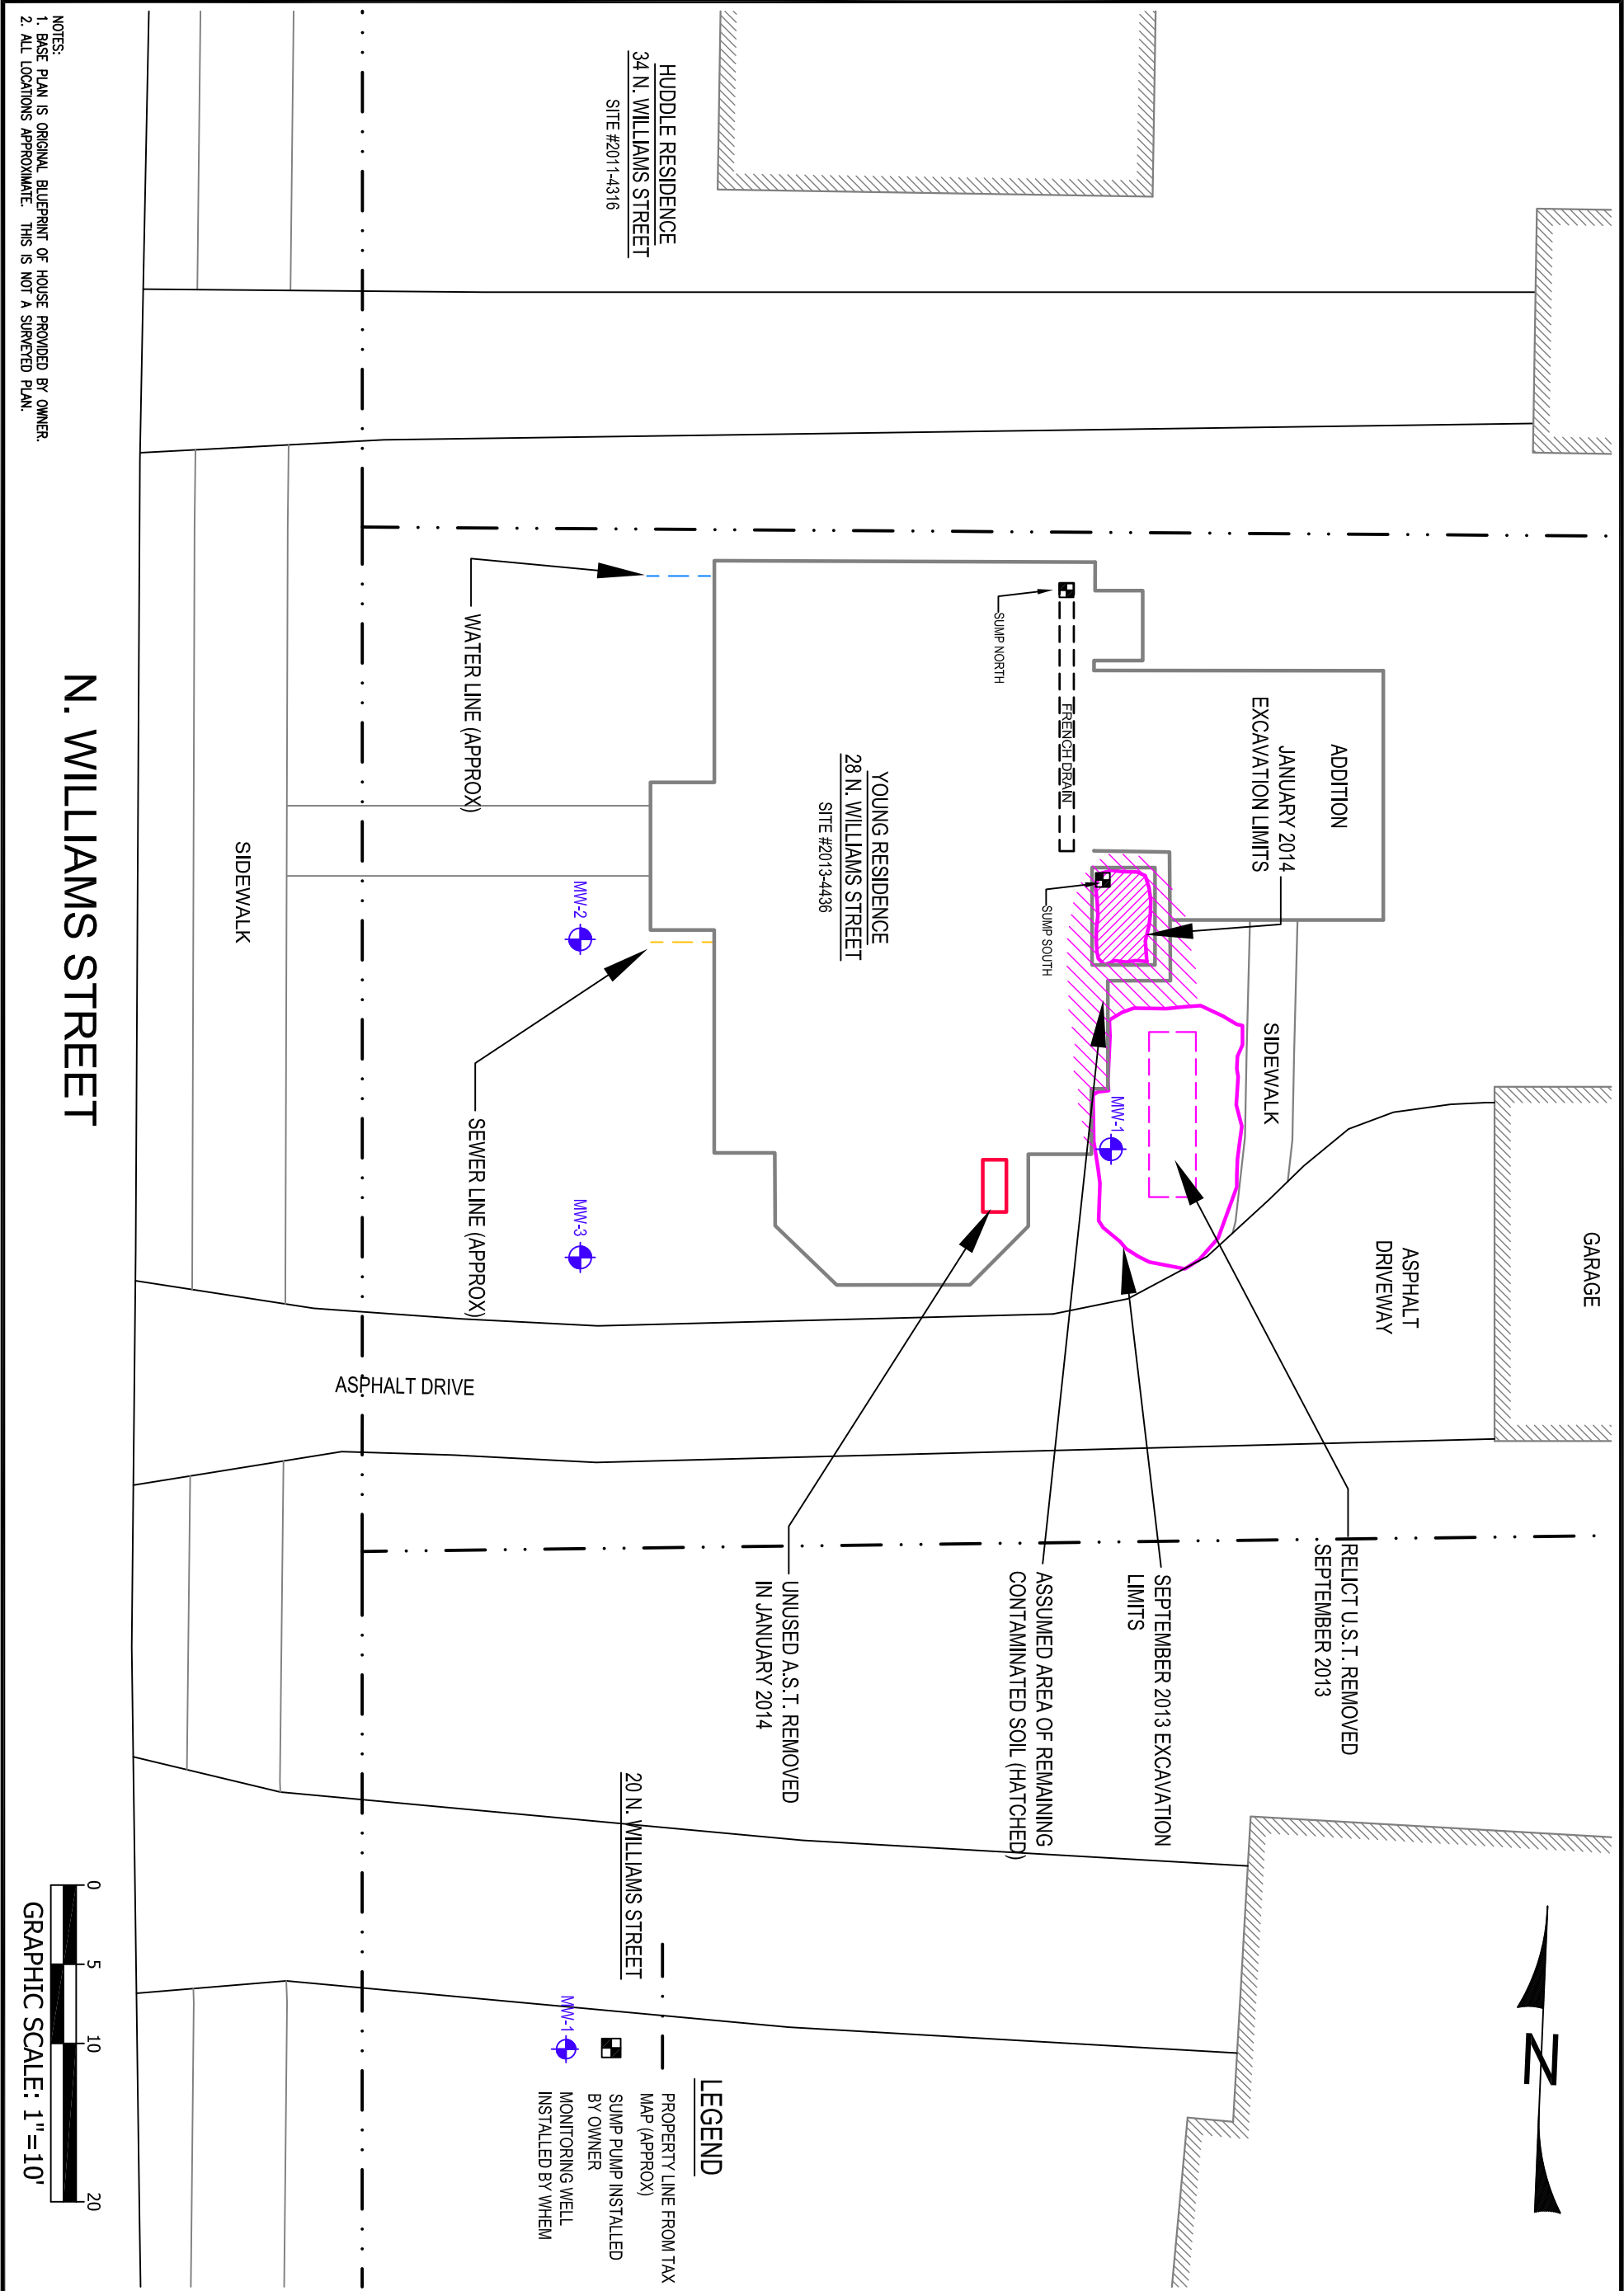 GARAGE
ASPHALT
DRIVEWAY
ADDITION
JANUARY 2014
EXCAVATION LIMITS
SIDEWALK
RELICT U.S.T. REMOVED
SEPTEMBER 2013
N
SEPTEMBER 2013 EXCAVATION
LIMITS
MW-1
ASSUMED AREA OF REMAINING
CONTAMINATED SOIL (HATCHED)
FRENCH DRAIN
SUMP SOUTH
SUMP NORTH
YOUNG RESIDENCE
28 N. WILLIAMS STREET
SITE #2013-4436
UNUSED A.S.T. REMOVED
IN JANUARY 2014
HUDDLE RESIDENCE
34 N. WILLIAMS STREET
SITE #2011-4316
20 N. WILLIAMS STREET
LEGEND
PROPERTY LINE FROM TAX
MAP (APPROX)
SUMP PUMP INSTALLED
BY OWNER
MW-1
MONITORING WELL
INSTALLED BY WHEM
MW-2
MW-3
WATER LINE (APPROX)
SEWER LINE (APPROX)
ASPHALT DRIVE
SIDEWALK
N. WILLIAMS STREET
NOTES:
1. BASE PLAN IS ORIGINAL BLUEPRINT OF HOUSE PROVIDED BY OWNER.
2. ALL LOCATIONS APPROXIMATE. THIS IS NOT A SURVEYED PLAN.
0 5 10 20
GRAPHIC SCALE: 1"=10'